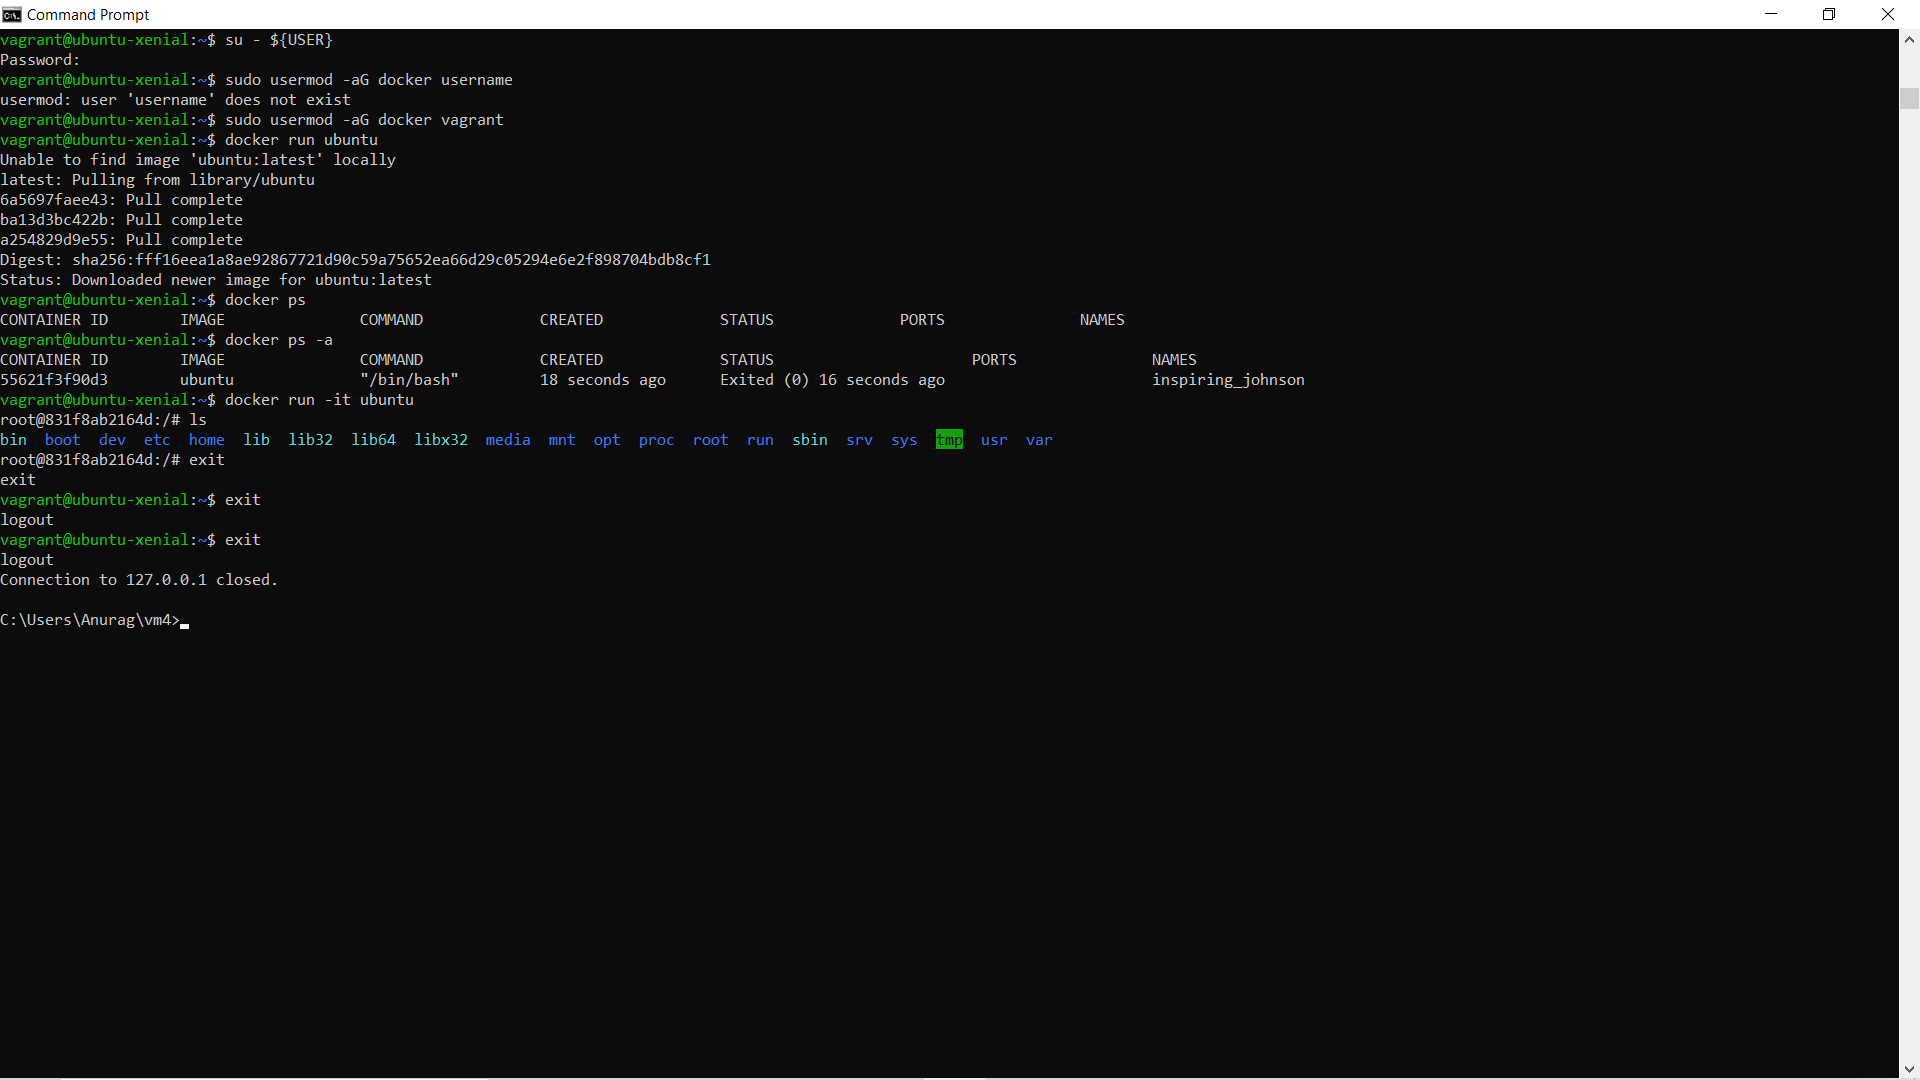 Command Prompt
vagrant@ubuntu-xenial:~$ su - ${USER}
Password:
vagrant@ubuntu-xenial:~$ sudo usermod -aG docker username
usermod: user 'username' does not exist
vagrant@ubuntu-xenial:~$ sudo usermod -aG docker vagrant
vagrant@ubuntu-xenial:~$ docker run ubuntu
Unable to find image 'ubuntu:latest' locally
latest: Pulling from library/ubuntu
6a5697faee43: Pull complete
ba13d3bc422b: Pull complete
a254829d9e55: Pull complete
Digest: sha256:fff16eea1a8ae92867721d90c59a75652ea66d29c05294e6e2f898704bdb8cf1
Status: Downloaded newer image for ubuntu:latest
vagrant@ubuntu-xenial:~$ docker ps
CONTAINER ID        IMAGE               COMMAND             CREATED             STATUS              PORTS               NAMES
vagrant@ubuntu-xenial:~$ docker ps -a
CONTAINER ID        IMAGE               COMMAND             CREATED             STATUS                      PORTS               NAMES
55621f3f90d3        ubuntu              "/bin/bash"         18 seconds ago      Exited (0) 16 seconds ago                       inspiring_johnson
vagrant@ubuntu-xenial:~$ docker run -it ubuntu
root@831f8ab2164d:/# ls
bin  boot  dev  etc  home  lib  lib32  lib64  libx32  media  mnt  opt  proc  root  run  sbin  srv  sys  tmp  usr  var
root@831f8ab2164d:/# exit
exit
vagrant@ubuntu-xenial:~$ exit
logout
vagrant@ubuntu-xenial:~$ exit
logout
Connection to 127.0.0.1 closed.
C:\Users\Anurag\vm4>